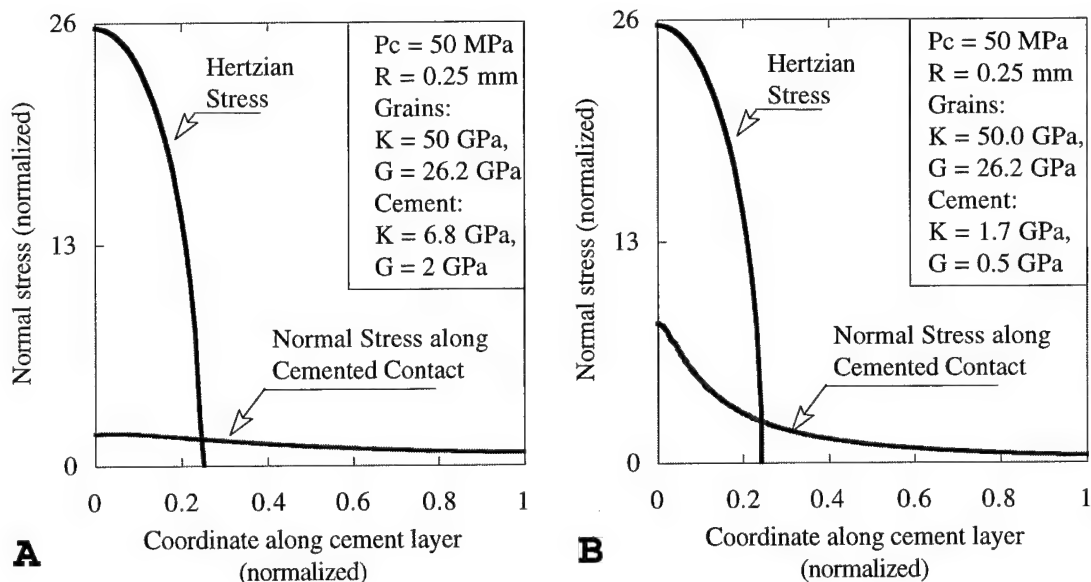 26
Normal stress (normalized)
13
0
Hertzian
Stress
Pc = 50 MPa
R = 0.25 mm
Grains:
K = 50 GPa,
G = 26.2 GPa
Cement:
K = 6.8 GPa,
G = 2 GPa
Normal Stress along
Cemented Contact
0 0.2 0.4 0.6 0.8 1
Coordinate along cement layer
(normalized)
A
26
Normal stress (normalized)
13
0
Hertzian
Stress
Pc = 50 MPa
R = 0.25 mm
Grains:
K = 50.0 GPa,
G = 26.2 GPa
Cement:
K = 1.7 GPa,
G = 0.5 GPa
Normal Stress along
Cemented Contact
0 0.2 0.4 0.6 0.8 1
Coordinate along cement layer
(normalized)
B